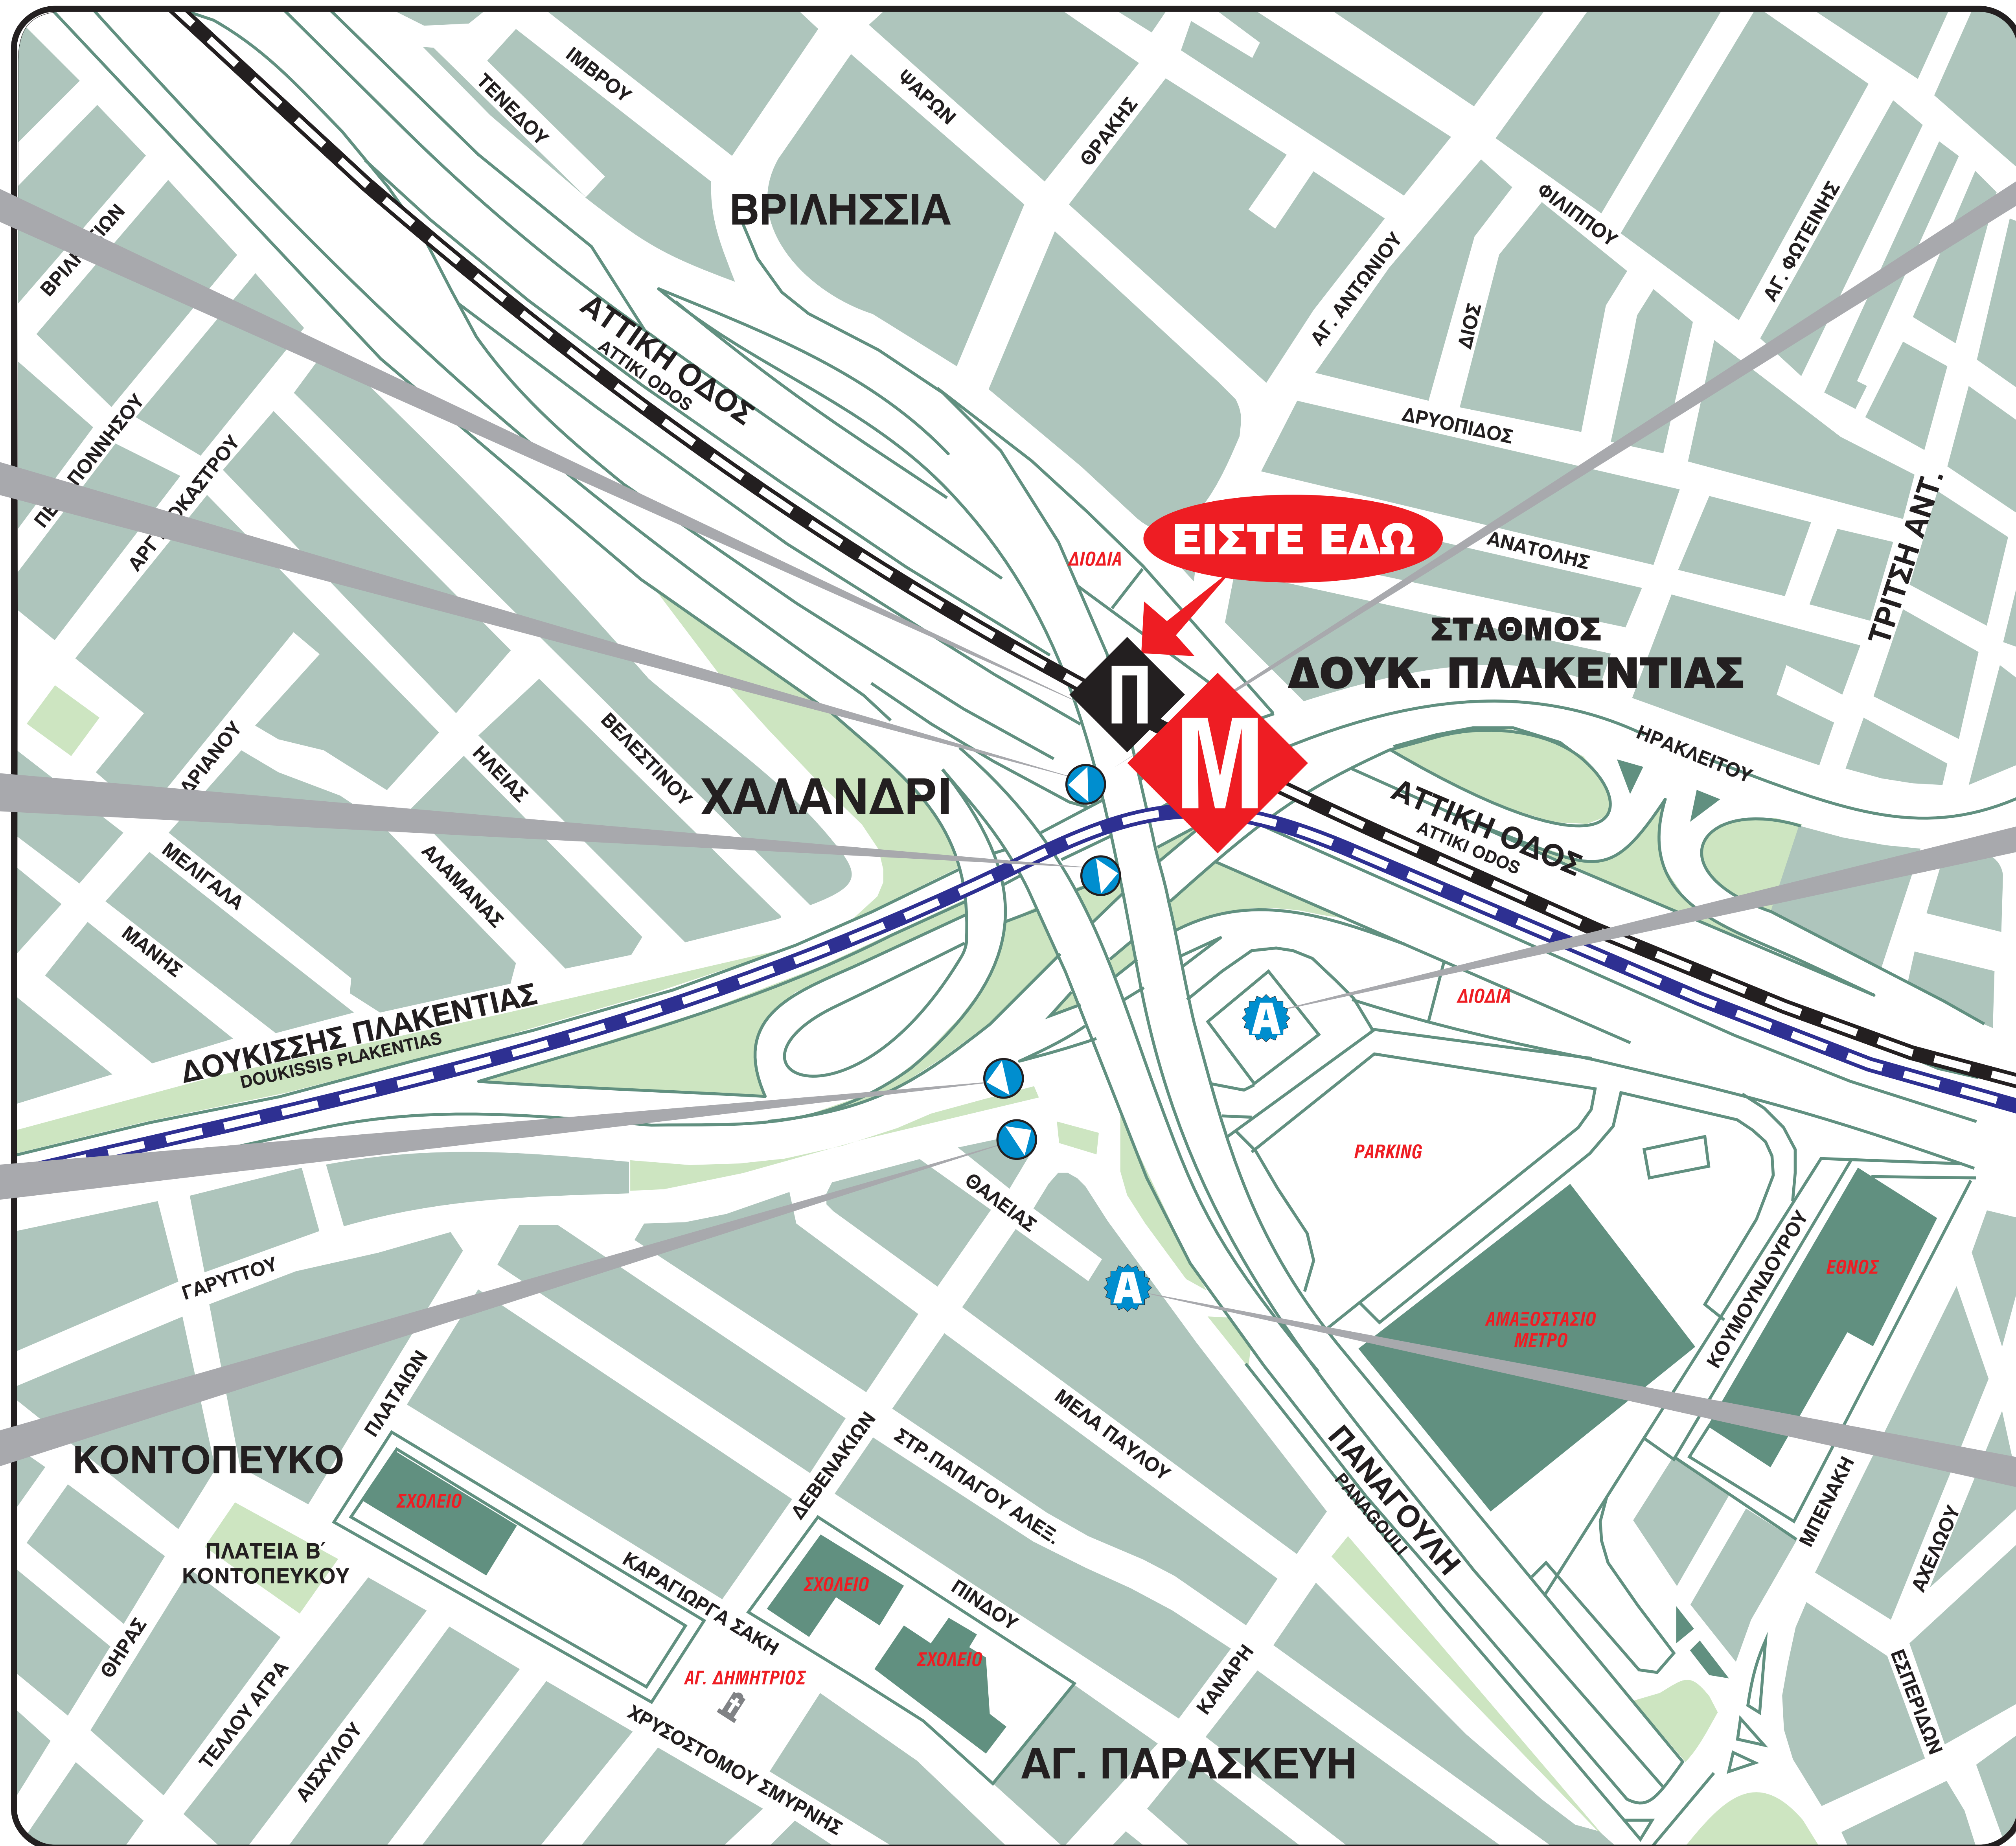 ΙΜΒΡΟΥ
ΤΕΝΕΔΟΥ
ΨΑΡΩΝ
ΘΡΑΚΗΣ
ΒΡΙΛΗΣΣΙΑ
ΦΙΛΙΠΠΟΥ
ΑΓ. ΦΩΤΕΙΝΗΣ
ΑΓ. ΑΝΤΩΝΙΟΥ
ΔΙΟΣ
ΑΤΤΙΚΗ ΟΔΟΣ
ATTIKI ODOS
ΔΡΥΟΠΙΔΟΣ
ΤΡΙΤΣΗ ΑΝΤ.
ΑΝΑΤΟΛΗΣ
ΕΙΣΤΕ ΕΔΩ
ΔΙΟΔΙΑ
ΣΤΑΘΜΟΣ
ΔΟΥΚ. ΠΛΑΚΕΝΤΙΑΣ
Π
Μ
ΗΡΑΚΛΕΙΤΟΥ
ΑΤΤΙΚΗ ΟΔΟΣ
ATTIKI ODOS
ΒΕΛΕΣΤΙΝΟΥ
ΗΛΕΙΑΣ
ΧΑΛΑΝΔΡΙ
ΜΕΛΙΓΑΛΑ
ΑΛΑΜΑΝΑΣ
ΜΑΝΗΣ
ΔΟΥΚΙΣΣΗΣ ΠΛΑΚΕΝΤΙΑΣ
DOUKISSIS PLAKENTIAS
Α
ΔΙΟΔΙΑ
PARKING
ΘΑΛΕΙΑΣ
Α
ΓΑΡΥΤΤΟΥ
ΚΟΥΜΟΥΝΔΟΥΡΟΥ
ΕΘΝΟΣ
ΑΜΑΞΟΣΤΑΣΙΟ
ΜΕΤΡΟ
ΠΛΑΤΑΙΩΝ
ΚΟΝΤΟΠΕΥΚΟ
ΔΕΒΕΝΑΚΙΩΝ
ΜΕΛΑ ΠΑΥΛΟΥ
ΣΤΡ.ΠΑΠΑΓΟΥ ΑΛΕΞ.
ΠΑΝΑΓΟΥΛΗ
PANAGOULI
ΜΠΕΝΑΚΗ
ΑΧΕΛΩΟΥ
ΣΧΟΛΕΙΟ
ΠΛΑΤΕΙΑ Β΄
ΚΟΝΤΟΠΕΥΚΟΥ
ΣΧΟΛΕΙΟ
ΚΑΡΑΓΙΩΡΓΑ ΣΑΚΗ
ΠΙΝΔΟΥ
ΣΧΟΛΕΙΟ
ΑΓ. ΔΗΜΗΤΡΙΟΣ
ΘΗΡΑΣ
ΤΕΛΛΟΥ ΑΓΡΑ
ΑΙΣΧΥΛΟΥ
ΧΡΥΣΟΣΤΟΜΟΥ ΣΜΥΡΝΗΣ
ΚΑΝΑΡΗ
ΑΓ. ΠΑΡΑΣΚΕΥΗ
ΕΣΠΕΡΙΔΩΝ